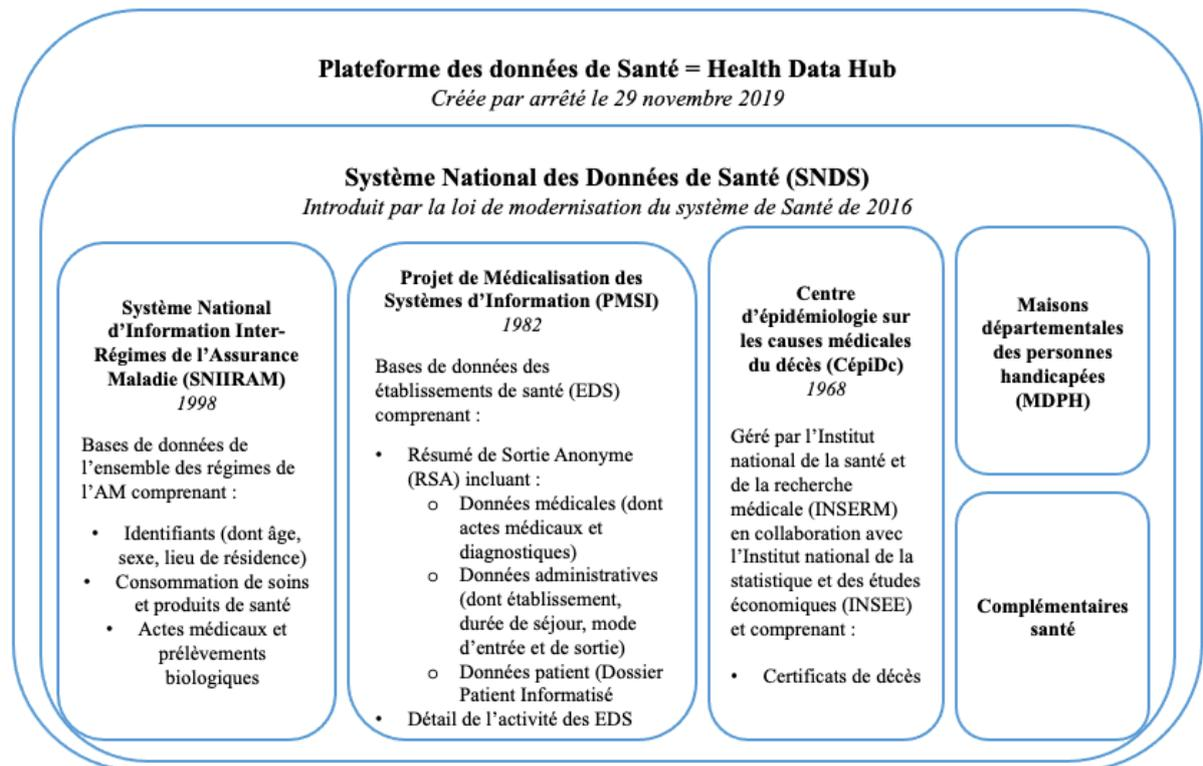 Plateforme des données de Santé = Health Data Hub
Créée par arrêté le 29 novembre 2019
Système National des Données de Santé (SNDS)
Introduit par la loi de modernisation du système de Santé de 2016
Système National
d'Information Inter-
Régimes de l'Assurance
Maladie (SNIIRAM)
1998
Bases de données de
l'ensemble des régimes de
l'AM comprenant :
• Identifiants (dont âge,
sexe, lieu de résidence)
• Consommation de soins
et produits de santé
• Actes médicaux et
prélèvements
biologiques
Projet de Médicalisation des
Systèmes d'Information (PMSI)
1982
Bases de données des
établissements de santé (EDS)
comprenant :
• Résumé de Sortie Anonyme
(RSA) incluant :
o Données médicales (dont
actes médicaux et
diagnostiques)
o Données administratives
(dont établissement,
durée de séjour, mode
d'entrée et de sortie)
o Données patient (Dossier
Patient Informatisé
• Détail de l'activité des EDS
Centre
d'épidémiologie sur
les causes médicales
du décès (CépiDc)
1968
Géré par l'Institut
national de la santé et
de la recherche
médicale (INSERM)
en collaboration avec
l'Institut national de la
statistique et des études
économiques (INSEE)
et comprenant :
• Certificats de décès
Maisons
départementales
des personnes
handicapées
(MDPH)
Complémentaires
santé